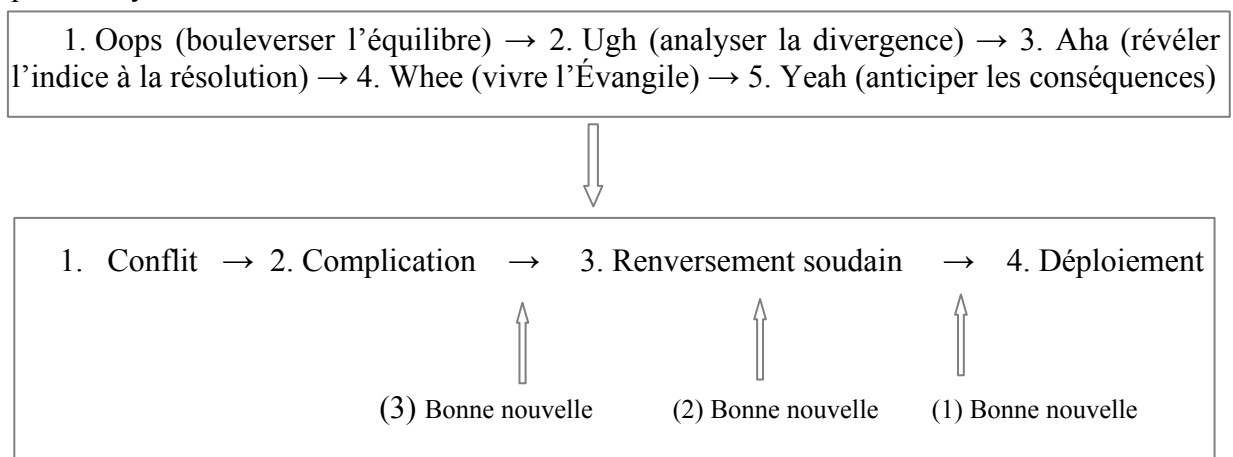 1. Oops (bouleverser l’équilibre) → 2. Ugh (analyser la divergence) → 3. Aha (révéler
l’indice à la résolution) → 4. Whee (vivre l’Évangile) → 5. Yeah (anticiper les conséquences)
1. Conflit → 2. Complication → 3. Renversement soudain → 4. Déploiement
(3) Bonne nouvelle (2) Bonne nouvelle (1) Bonne nouvelle